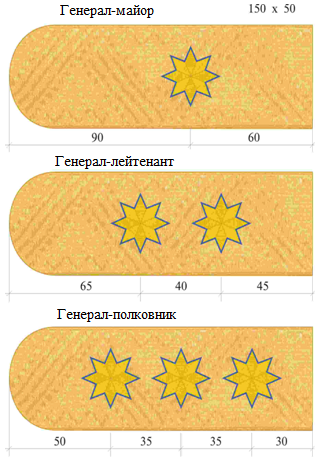 Генерал-майор 150 x 50
90 60
Генерал-лейтенант
65 40 45
Генерал-полковник
50 35 35 30